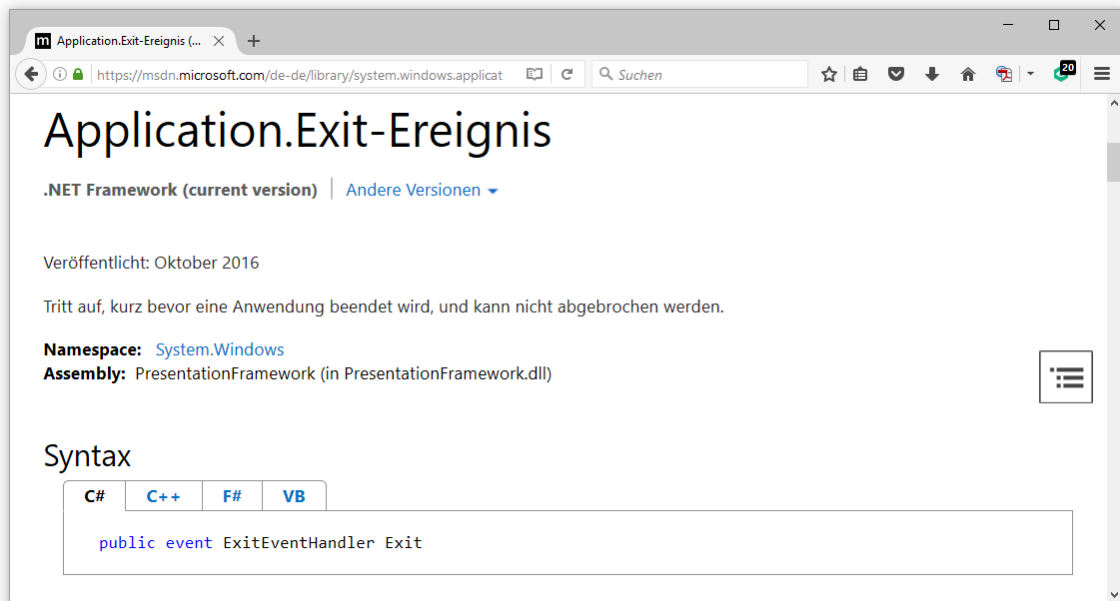 m Application.Exit-Ereignis (...
https://msdn.microsoft.com/de-de/library/system.windows.applicat
Suchen
20
Application.Exit-Ereignis
.NET Framework (current version) Andere Versionen
Veröffentlicht: Oktober 2016
Tritt auf, kurz bevor eine Anwendung beendet wird, und kann nicht abgebrochen werden.
Namespace: System.Windows
Assembly: PresentationFramework (in PresentationFramework.dll)
Syntax
C# C++ F# VB
public event ExitEventHandler Exit